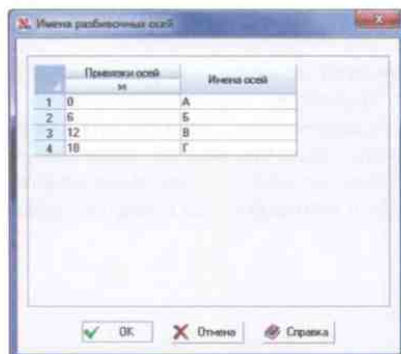 Имена разбивочных осей
Привязки осей
м
Имена осей
1 0 А
2 6 Б
3 12 В
4 18 Г
OK Отмена Справка